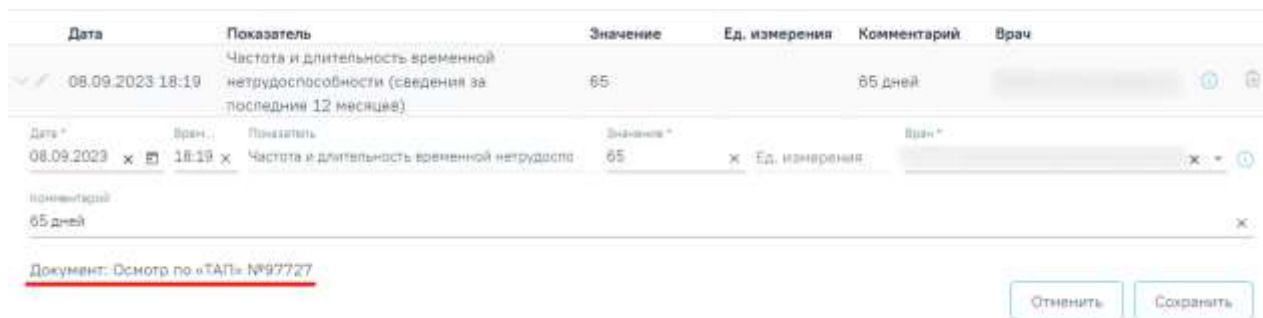 Дата Показатель Значение Ед. измерения Комментарий Врач
Частота и длительность временной
08.09.2023 18:19 нетрудоспособности (сведения за 65 65 дней
последние 12 месяцев)
Дата * Врем... Показатель Значение * Врач *
08.09.2023 18:19 Частота и длительность временной нетрудоспо 65 Ед. измерения
Комментарий
65 дней
Документ: Осмотр по «ТАП» №97727
Отменить Сохранить